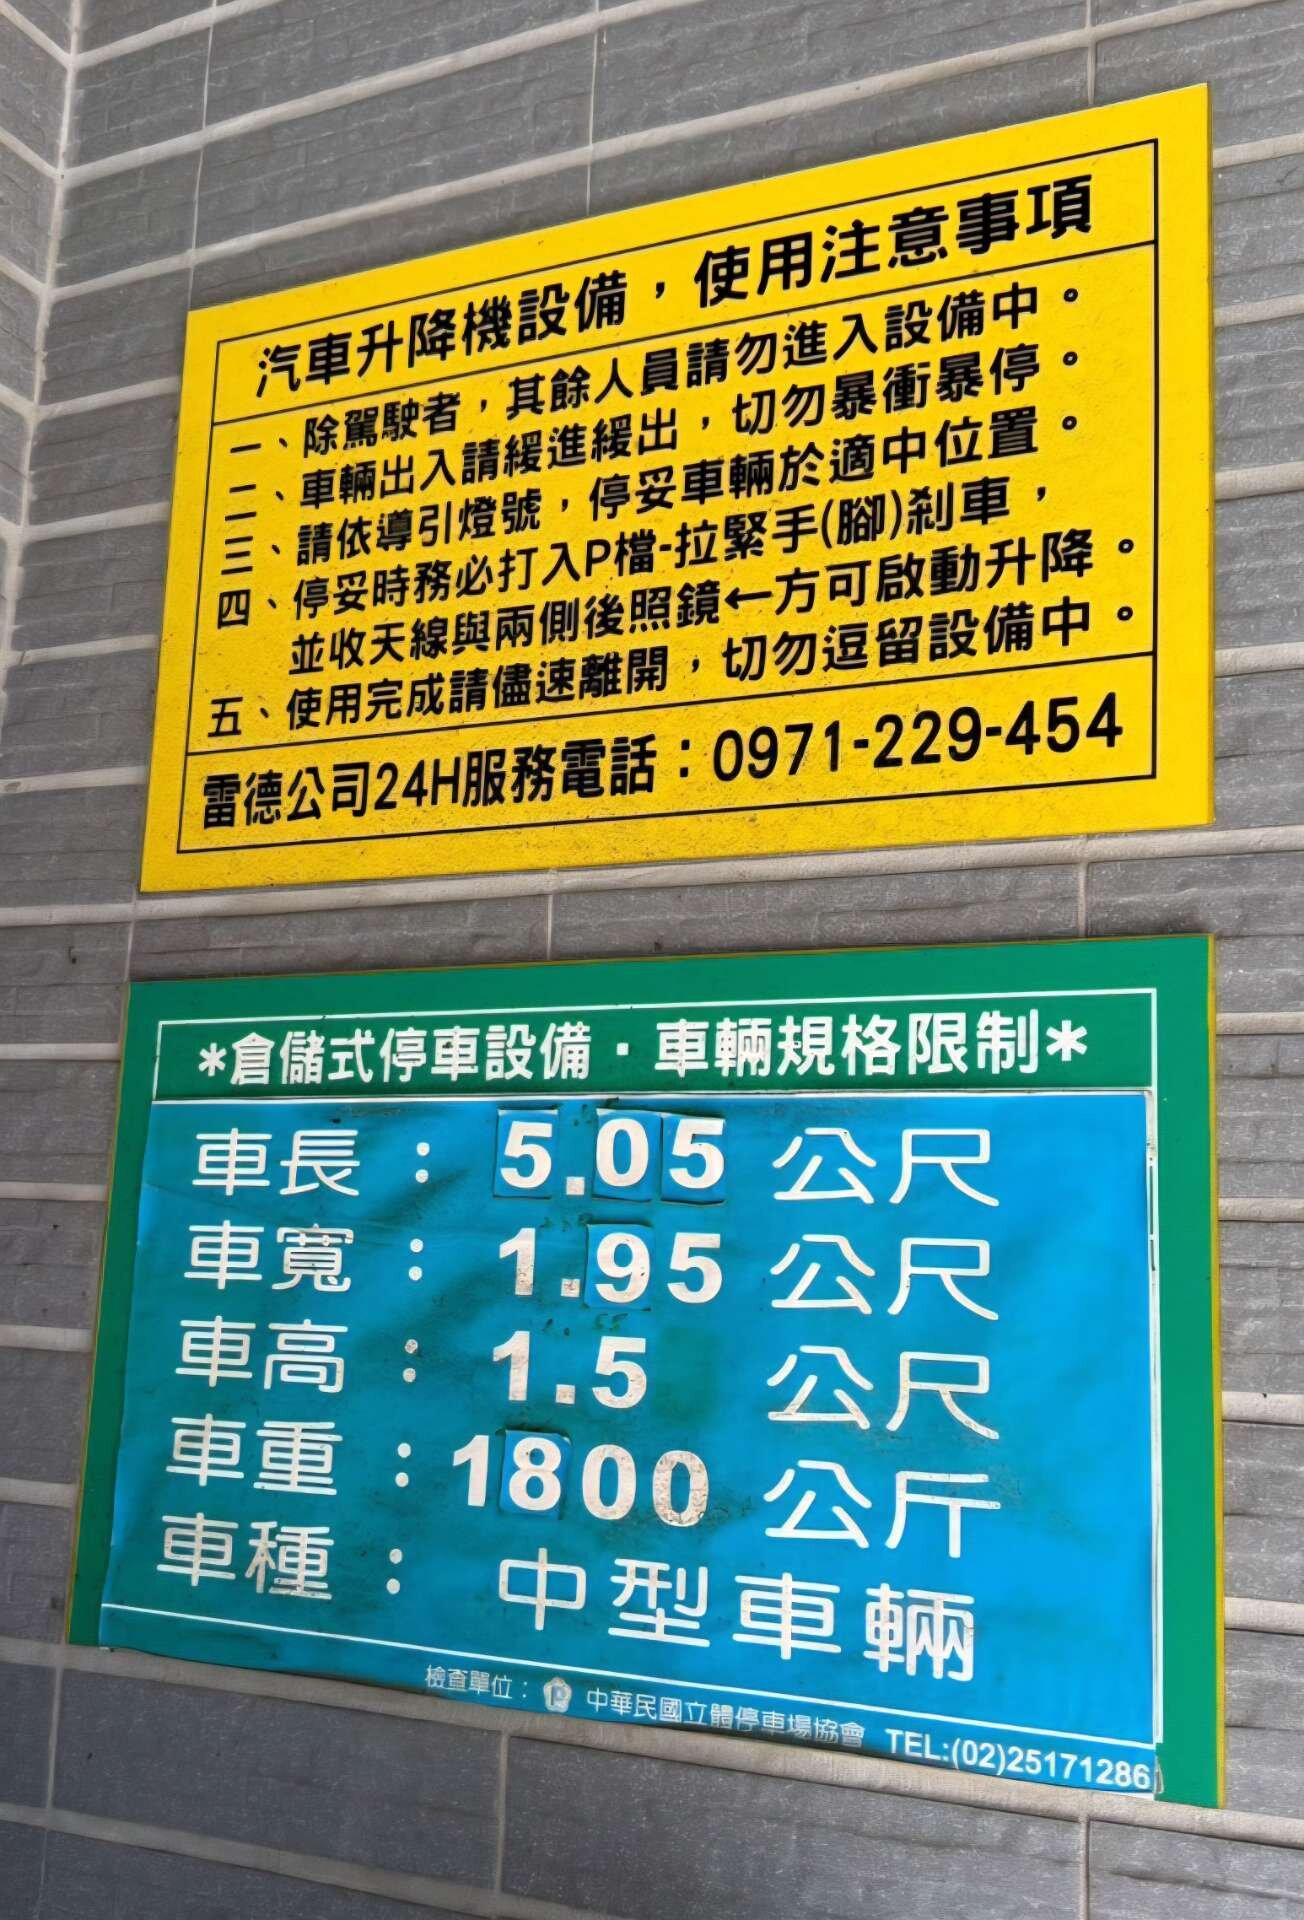 汽車升降機設備，使用注意事項
一、除駕駛者，其餘人員請勿進入設備中。
二、車輛出入請緩進緩出，切勿暴衝暴停。
三、請依導引燈號，停妥車輛於適中位置。
四、停妥時務必打入P檔-拉緊手(腳)剎車，
並收天線與兩側後照鏡←方可啟動升降。
五、使用完成請儘速離開，切勿逗留設備中。
雷德公司24H服務電話：0971-229-454
*倉儲式停車設備·車輛規格限制*
車長：5.05公尺
車寬：1.95公尺
車高：1.5公尺
車重：1800公斤
車種：中型車輛
檢查單位：中華民國立體停車場協會 TEL:(02)25171286